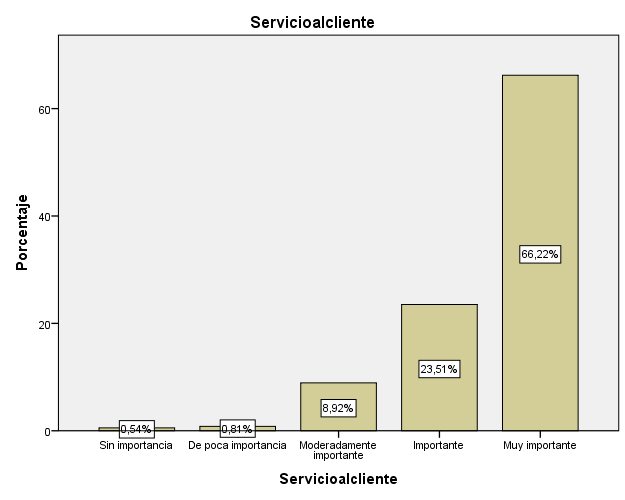 Servicioalcliente
Porcentaje
60
40
20
0
0,54%
0,81%
8,92%
23,51%
66,22%
Sin importancia
De poca importancia
Moderadamente
importante
Importante
Muy importante
Servicioalcliente